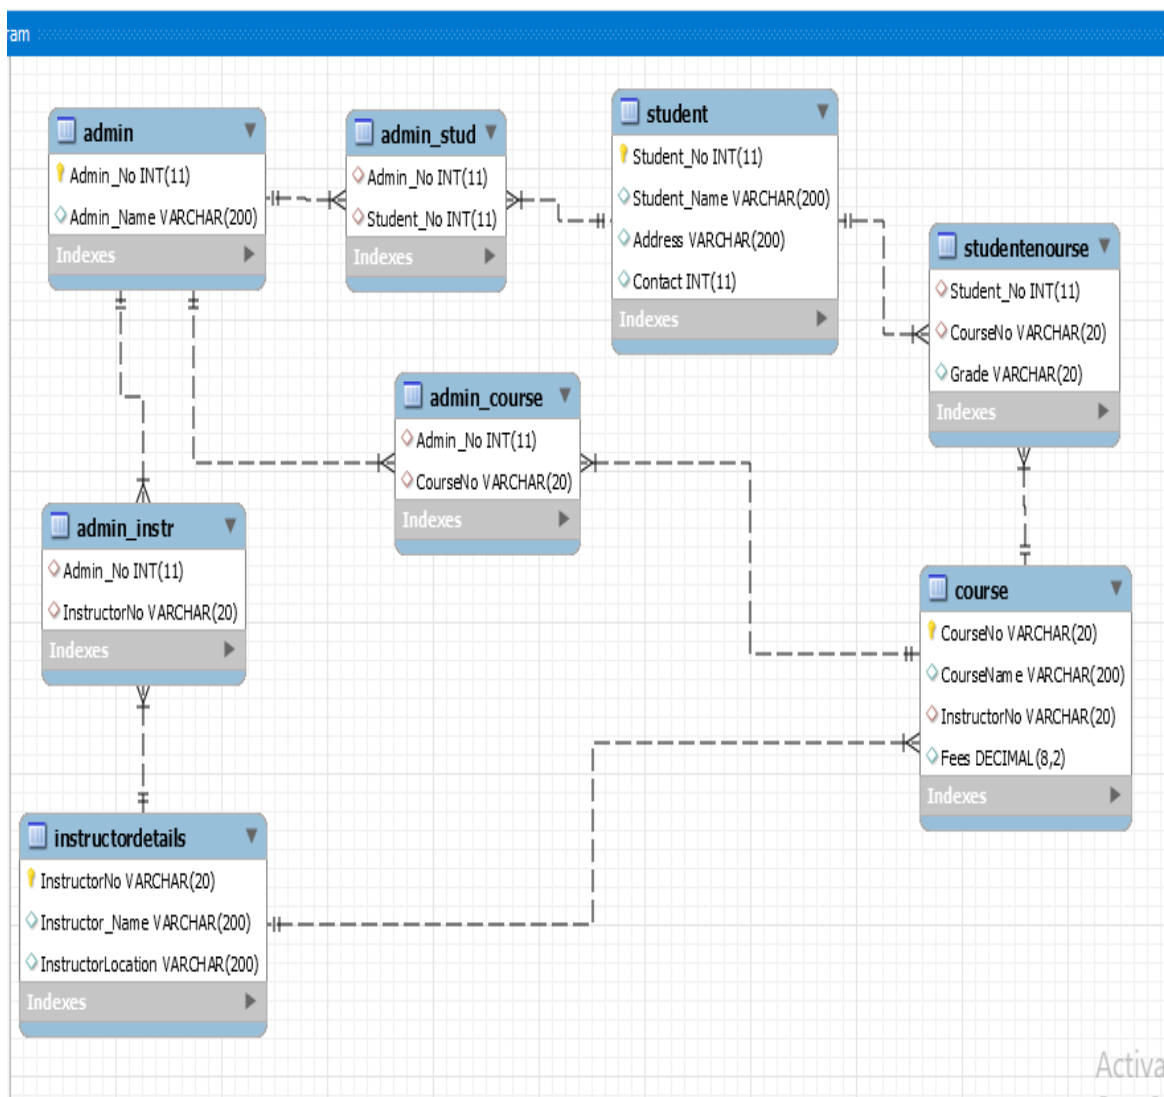 ram
admin
Admin_No INT(11)
Admin_Name VARCHAR(200)
Indexes
admin_stud
Admin_No INT(11)
Student_No INT(11)
Indexes
student
Student_No INT(11)
Student_Name VARCHAR(200)
Address VARCHAR(200)
Contact INT(11)
Indexes
studentenourse
Student_No INT(11)
CourseNo VARCHAR(20)
Grade VARCHAR(20)
Indexes
admin_course
Admin_No INT(11)
CourseNo VARCHAR(20)
Indexes
admin_instr
Admin_No INT(11)
InstructorNo VARCHAR(20)
Indexes
course
CourseNo VARCHAR(20)
CourseName VARCHAR(200)
InstructorNo VARCHAR(20)
Fees DECIMAL(8,2)
Indexes
instructordetails
InstructorNo VARCHAR(20)
Instructor_Name VARCHAR(200)
InstructorLocation VARCHAR(200)
Indexes
Activa